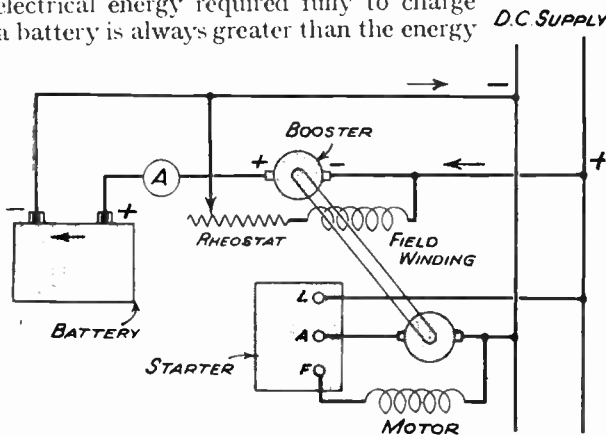 electrical energy required fully to charge
a battery is always greater than the energy
D.C. SUPPLY
−
BOOSTER
+
A
+
−
−
+
RHEOSTAT
FIELD
WINDING
BATTERY
L
A
F
STARTER
MOTOR